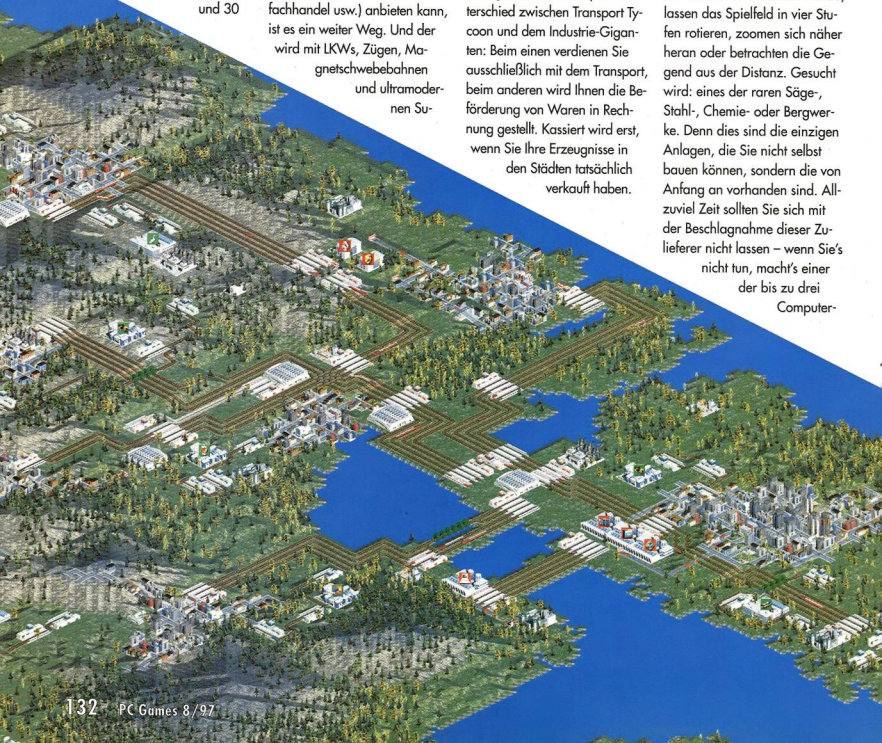 und 30
fachhandel usw.) anbieten kann,
ist es ein weiter Weg. Und der
wird mit LKWs, Zügen, Ma-
gnetschwebebahnen
und ultramoder-
nen Su-
terschied zwischen Transport Ty-
coon und dem Industrie-Gigan-
ten: Beim einen verdienen Sie
ausschließlich mit dem Transport,
beim anderen wird Ihnen die Be-
förderung von Waren in Rech-
nung gestellt. Kassiert wird erst,
wenn Sie Ihre Erzeugnisse in
den Städten tatsächlich
verkauft haben.
lassen das Spielfeld in vier Stu-
fen rotieren, zoomen sich näher
heran oder betrachten die Ge-
gend aus der Distanz. Gesucht
wird: eines der raren Säge-,
Stahl-, Chemie- oder Bergwer-
ke. Denn dies sind die einzigen
Anlagen, die Sie nicht selbst
bauen können, sondern die von
Anfang an vorhanden sind. All-
zuviel Zeit sollten Sie sich mit
der Beschlagnahme dieser Zu-
lieferer nicht lassen – wenn Sie's
nicht tun, macht's einer
der bis zu drei
Computer-
132 PC Games 8/97